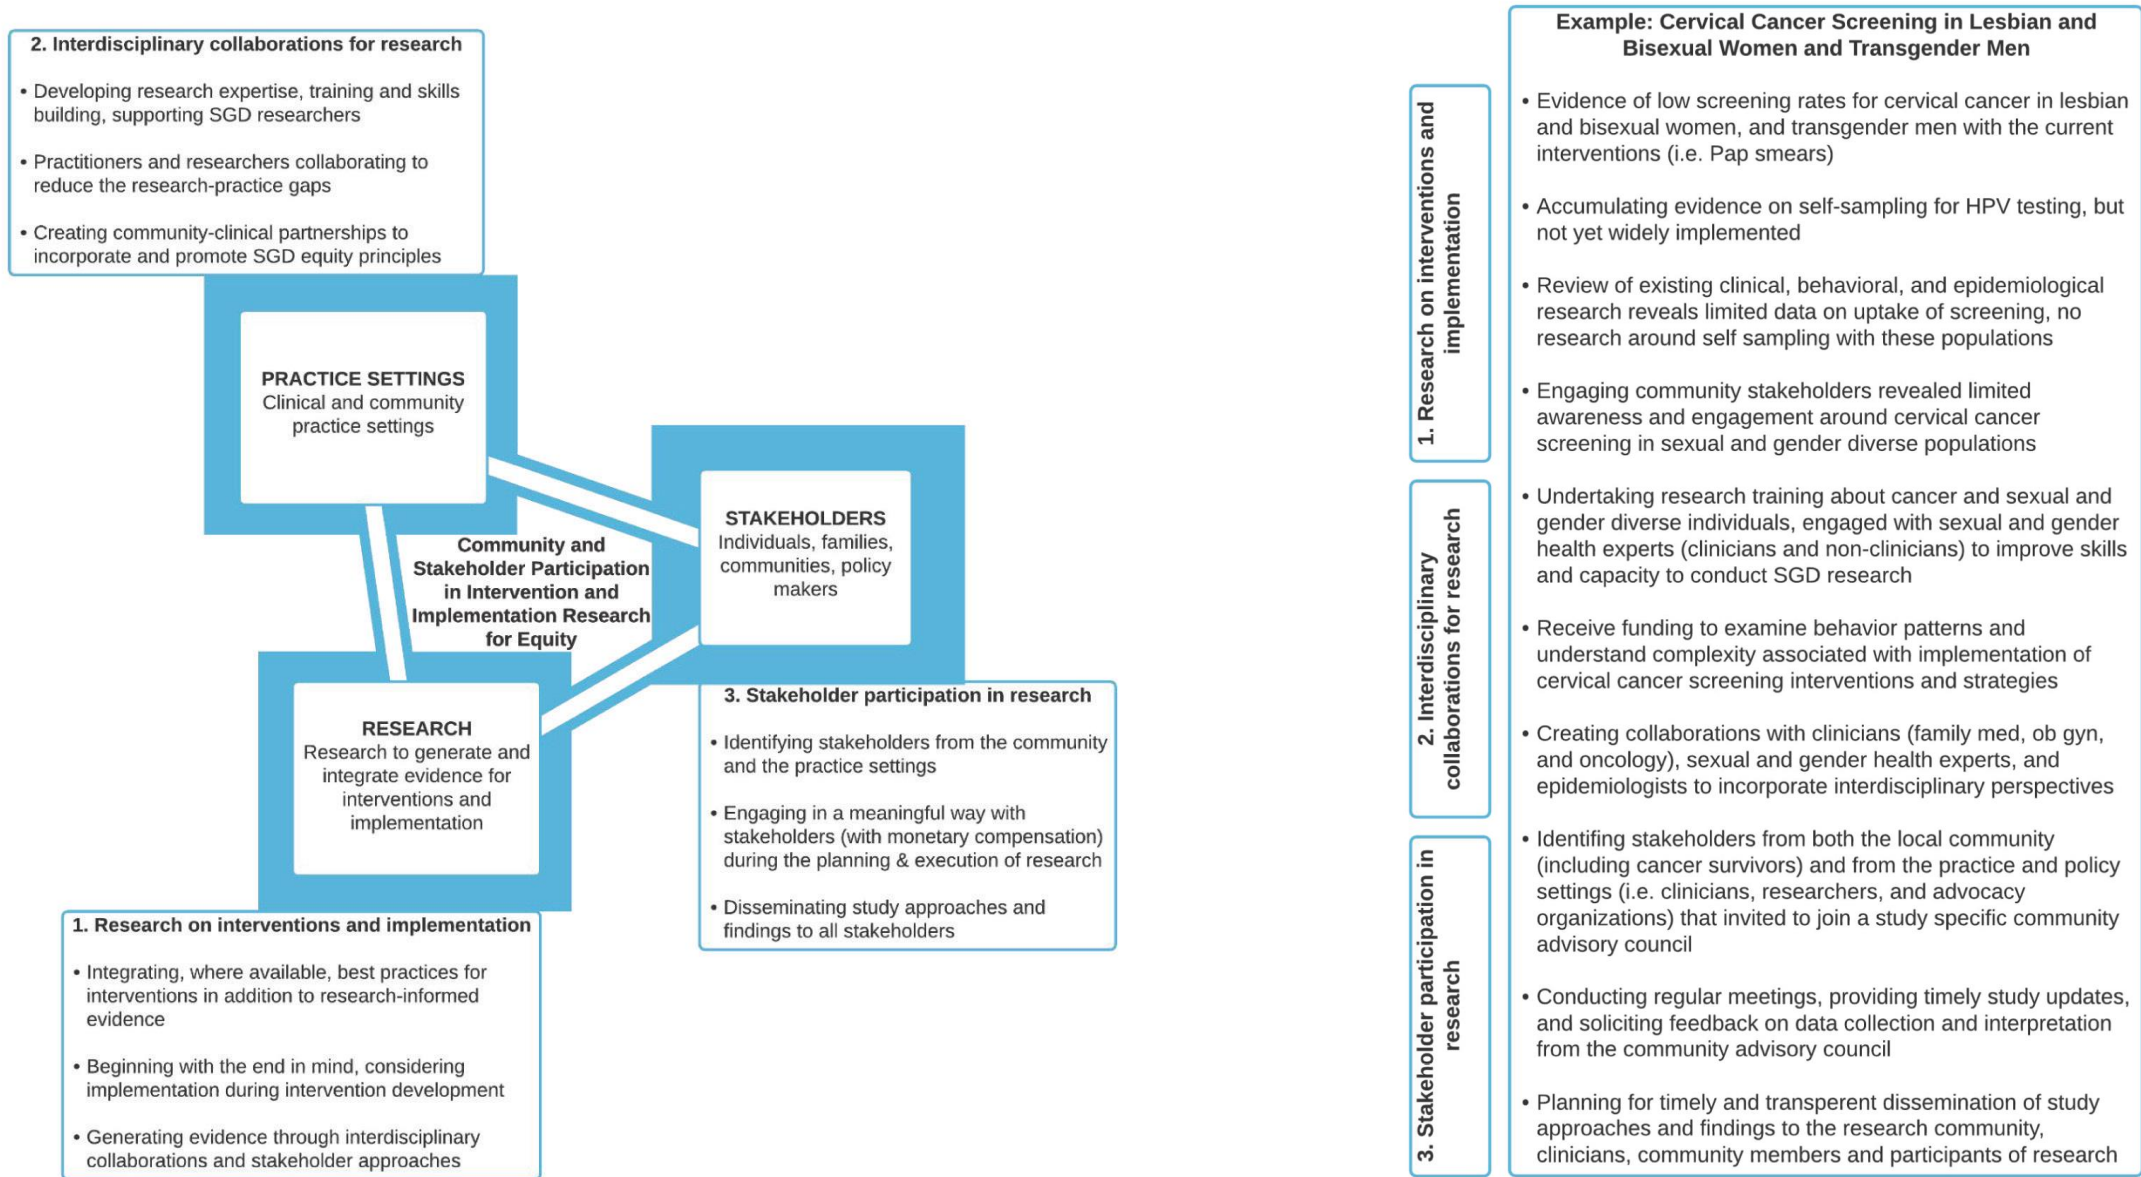 2. Interdisciplinary collaborations for research
• Developing research expertise, training and skills
building, supporting SGD researchers
• Practitioners and researchers collaborating to
reduce the research-practice gaps
• Creating community-clinical partnerships to
incorporate and promote SGD equity principles
PRACTICE SETTINGS
Clinical and community
practice settings
STAKEHOLDERS
Individuals, families,
communities, policy
makers
Community and
Stakeholder Participation
in Intervention and
Implementation Research
for Equity
RESEARCH
Research to generate and
integrate evidence for
interventions and
implementation
3. Stakeholder participation in research
• Identifying stakeholders from the community
and the practice settings
• Engaging in a meaningful way with
stakeholders (with monetary compensation)
during the planning & execution of research
• Disseminating study approaches and
findings to all stakeholders
1. Research on interventions and implementation
• Integrating, where available, best practices for
interventions in addition to research-informed
evidence
• Beginning with the end in mind, considering
implementation during intervention development
• Generating evidence through interdisciplinary
collaborations and stakeholder approaches
Example: Cervical Cancer Screening in Lesbian and
Bisexual Women and Transgender Men
1. Research on interventions and
implementation
• Evidence of low screening rates for cervical cancer in lesbian
and bisexual women, and transgender men with the current
interventions (i.e. Pap smears)
• Accumulating evidence on self-sampling for HPV testing, but
not yet widely implemented
• Review of existing clinical, behavioral, and epidemiological
research reveals limited data on uptake of screening, no
research around self sampling with these populations
• Engaging community stakeholders revealed limited
awareness and engagement around cervical cancer
screening in sexual and gender diverse populations
2. Interdisciplinary
collaborations for research
• Undertaking research training about cancer and sexual and
gender diverse individuals, engaged with sexual and gender
health experts (clinicians and non-clinicians) to improve skills
and capacity to conduct SGD research
• Receive funding to examine behavior patterns and
understand complexity associated with implementation of
cervical cancer screening interventions and strategies
• Creating collaborations with clinicians (family med, ob gyn,
and oncology), sexual and gender health experts, and
epidemiologists to incorporate interdisciplinary perspectives
3. Stakeholder participation in
research
• Identifing stakeholders from both the local community
(including cancer survivors) and from the practice and policy
settings (i.e. clinicians, researchers, and advocacy
organizations) that invited to join a study specific community
advisory council
• Conducting regular meetings, providing timely study updates,
and soliciting feedback on data collection and interpretation
from the community advisory council
• Planning for timely and transperent dissemination of study
approaches and findings to the research community,
clinicians, community members and participants of research